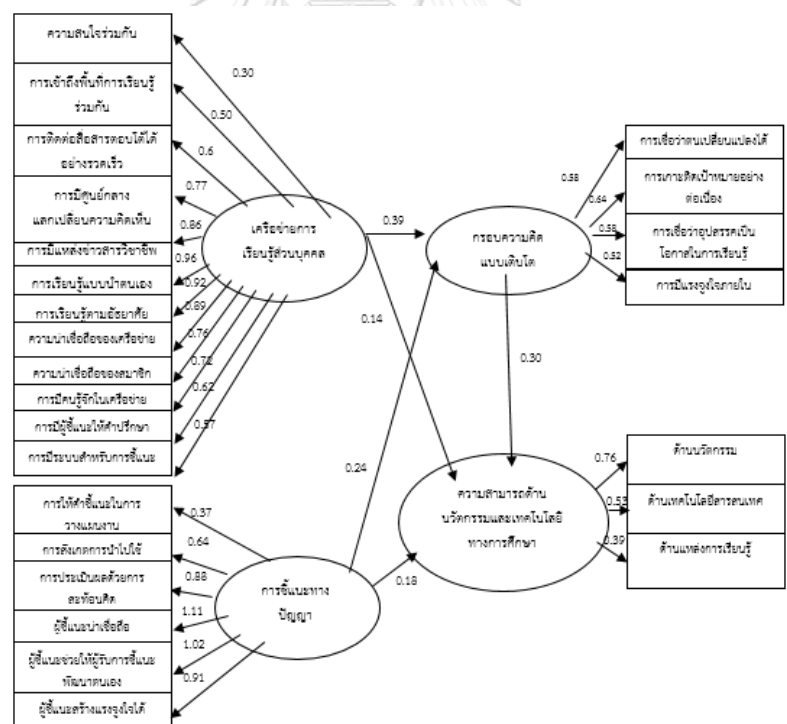 ความสนใจร่วมกัน
การเข้าถึงพื้นที่การเรียนรู้
ร่วมกัน
การติดต่อสื่อสารตอบโต้ได้
อย่างรวดเร็ว
การมีศูนย์กลาง
แลกเปลี่ยนความคิดเห็น
การมีแหล่งข่าวสารวิชาชีพ
การเรียนรู้แบบนำตนเอง
การเรียนรู้ตามอัธยาศัย
ความน่าเชื่อถือของเครือข่าย
ความน่าเชื่อถือของสมาชิก
การมีคนรู้จักในเครือข่าย
การมีผู้ชี้แนะให้คำปรึกษา
การมีระบบสำหรับการชี้แนะ
0.30
0.50
0.6
0.77
0.86
0.96
0.92
0.89
0.76
0.72
0.62
0.57
เครือข่ายการ
เรียนรู้ส่วนบุคคล
0.39
0.14
0.24
0.30
0.18
กรอบความคิด
แบบเติบโต
0.58
0.64
0.58
0.52
การเชื่อว่าตนเปลี่ยนแปลงได้
การเกาะติดเป้าหมายอย่าง
ต่อเนื่อง
การเชื่อว่าอุปสรรคเป็น
โอกาสในการเรียนรู้
การมีแรงจูงใจภายใน
การให้คำชี้แนะในการ
วางแผนงาน
การสังเกตการนำไปใช้
การประเมินผลด้วยการ
สะท้อนคิด
ผู้ชี้แนะน่าเชื่อถือ
ผู้ชี้แนะช่วยให้ผู้รับการชี้แนะ
พัฒนาตนเอง
ผู้ชี้แนะสร้างแรงจูงใจได้
0.37
0.64
0.88
1.11
1.02
0.91
การชี้แนะทาง
ปัญญา
ความสามารถด้าน
นวัตกรรมและเทคโนโลยี
ทางการศึกษา
0.76
0.53
0.39
ด้านนวัตกรรม
ด้านเทคโนโลยีสารสนเทศ
ด้านแหล่งการเรียนรู้